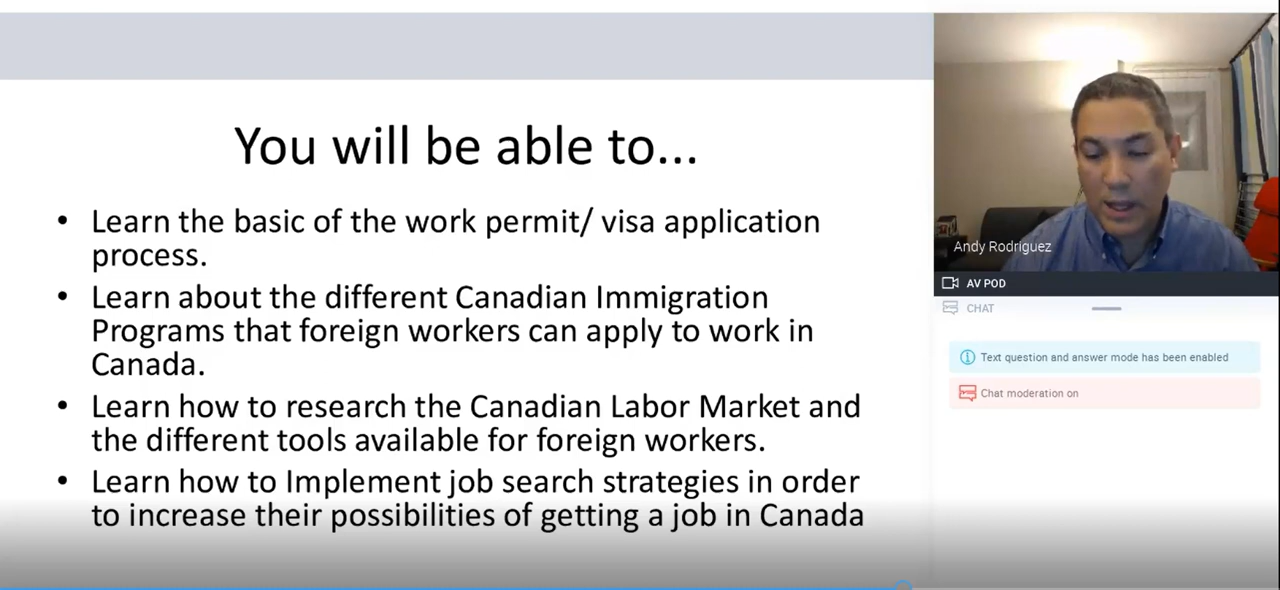 You will be able to...
• Learn the basic of the work permit/ visa application
process.
• Learn about the different Canadian Immigration
Programs that foreign workers can apply to work in
Canada.
• Learn how to research the Canadian Labor Market and
the different tools available for foreign workers.
• Learn how to Implement job search strategies in order
to increase their possibilities of getting a job in Canada
Andy Rodriguez
AV POD
CHAT
Text question and answer mode has been enabled
Chat moderation on